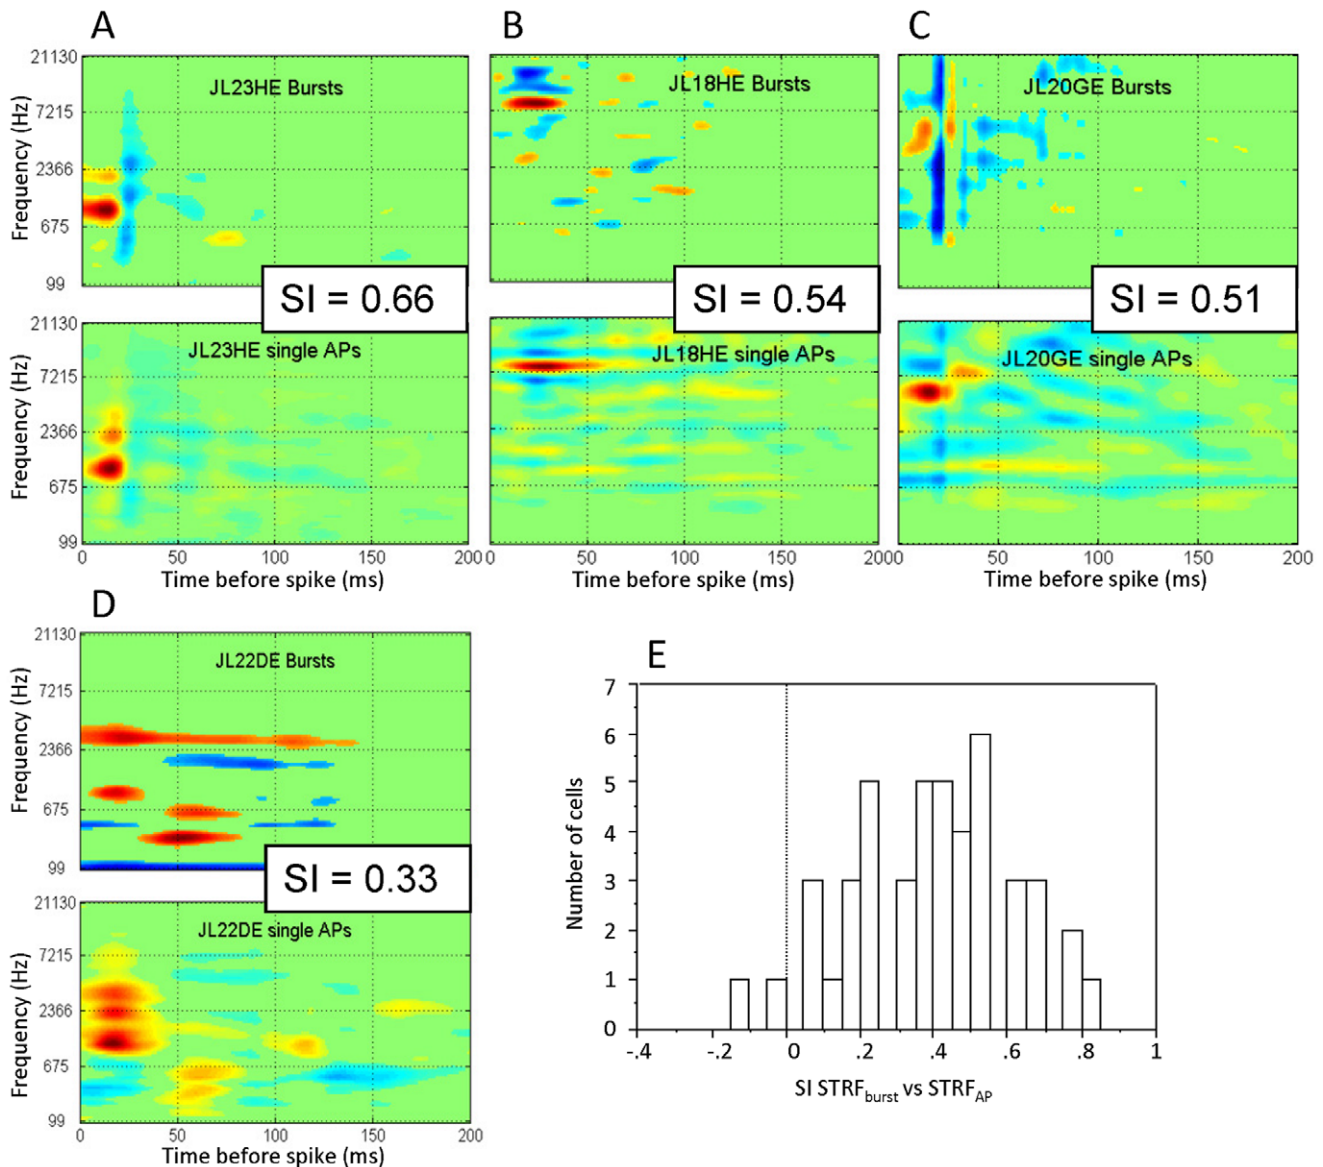 A
B
C
21130
7215
2366
675
99
Frequency (Hz)
JL23HE Bursts
JL18HE Bursts
JL20GE Bursts
SI = 0.66
SI = 0.54
SI = 0.51
21130
7215
2366
675
99
Frequency (Hz)
JL23HE single APs
JL18HE single APs
JL20GE single APs
0 50 100 150 200
0 50 100 150 200
0 50 100 150 200
Time before spike (ms)
Time before spike (ms)
Time before spike (ms)
D
21130
7215
2366
675
99
Frequency (Hz)
JL22DE Bursts
SI = 0.33
21130
7215
2366
675
99
Frequency (Hz)
JL22DE single APs
0 50 100 150 200
Time before spike (ms)
E
7
6
5
4
3
2
1
0
Number of cells
-.4 -.2 0 .2 .4 .6 .8 1
SI STRFburst vs STRFAP